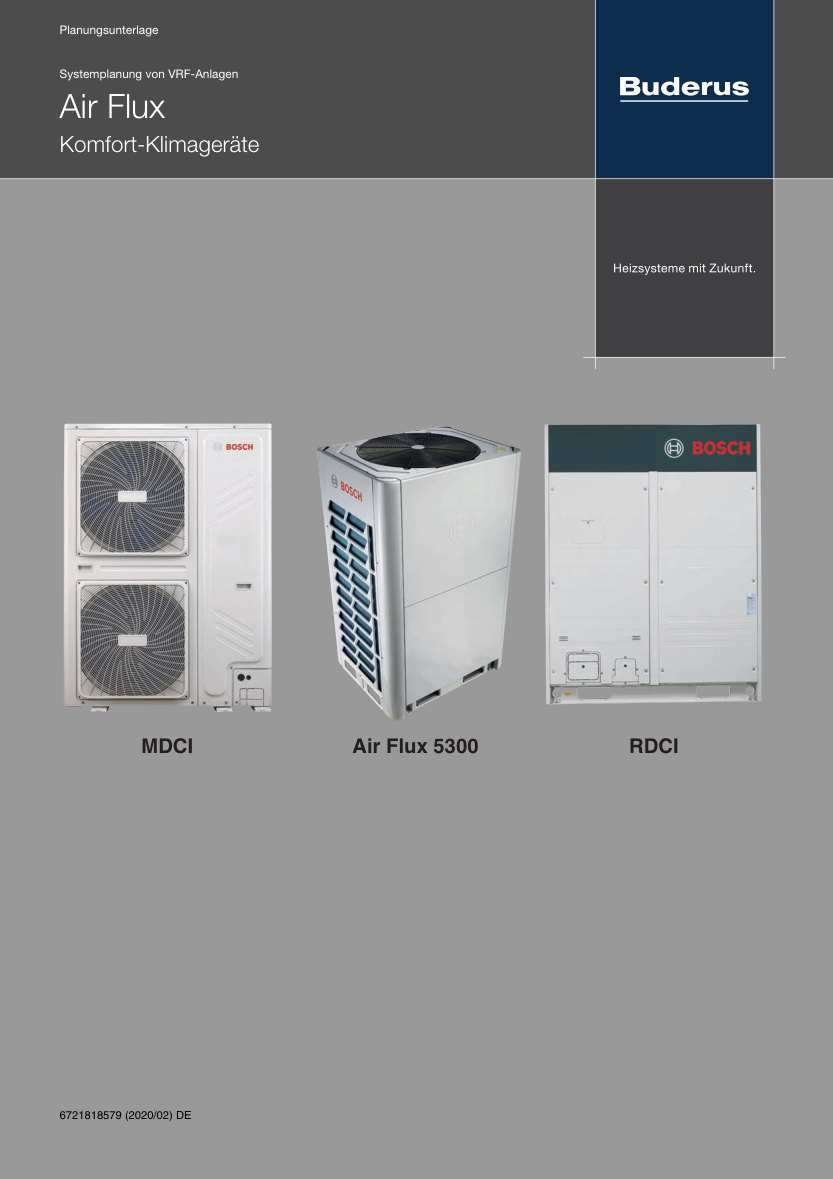 Planungsunterlage
Systemplanung von VRF-Anlagen
Air Flux
Komfort-Klimageräte
Buderus
Heizsysteme mit Zukunft.
BOSCH
BOSCH
BOSCH
MDCI
Air Flux 5300
RDCI
6721818579 (2020/02) DE